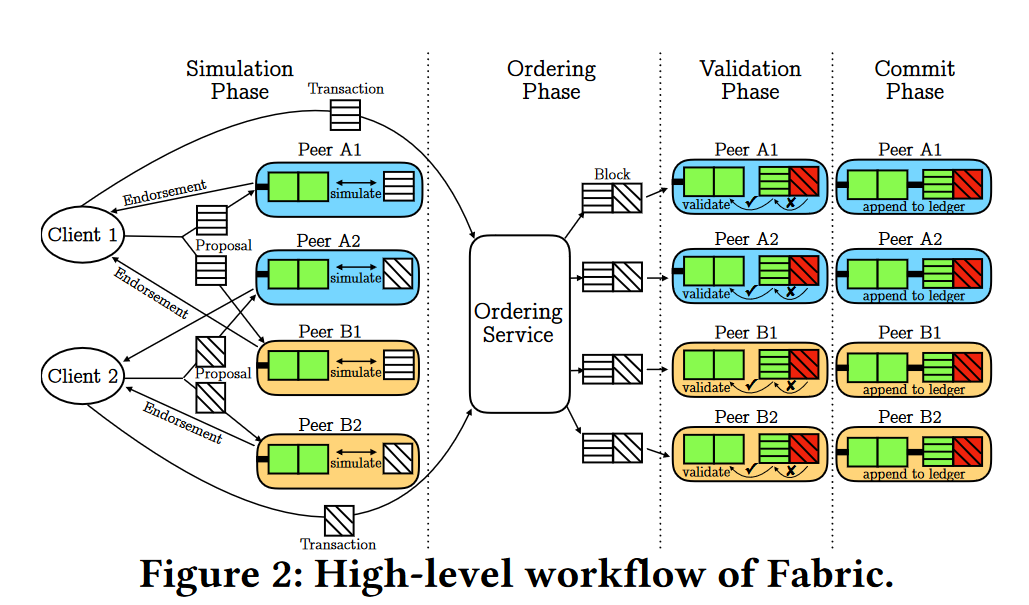 Simulation
Phase
Ordering
Phase
Validation
Phase
Commit
Phase
Transaction
Peer A1
Endorsement
simulate
Client 1
Proposal
Peer A2
simulate
Endorsement
Peer B1
simulate
Client 2
Proposal
Endorsement
Peer B2
simulate
Transaction
Ordering
Service
Block
Peer A1
validate ✓ ✗
Peer A2
validate ✓ ✗
Peer B1
validate ✓ ✗
Peer B2
validate ✓ ✗
Peer A1
append to ledger
Peer A2
append to ledger
Peer B1
append to ledger
Peer B2
append to ledger
Figure 2: High-level workflow of Fabric.